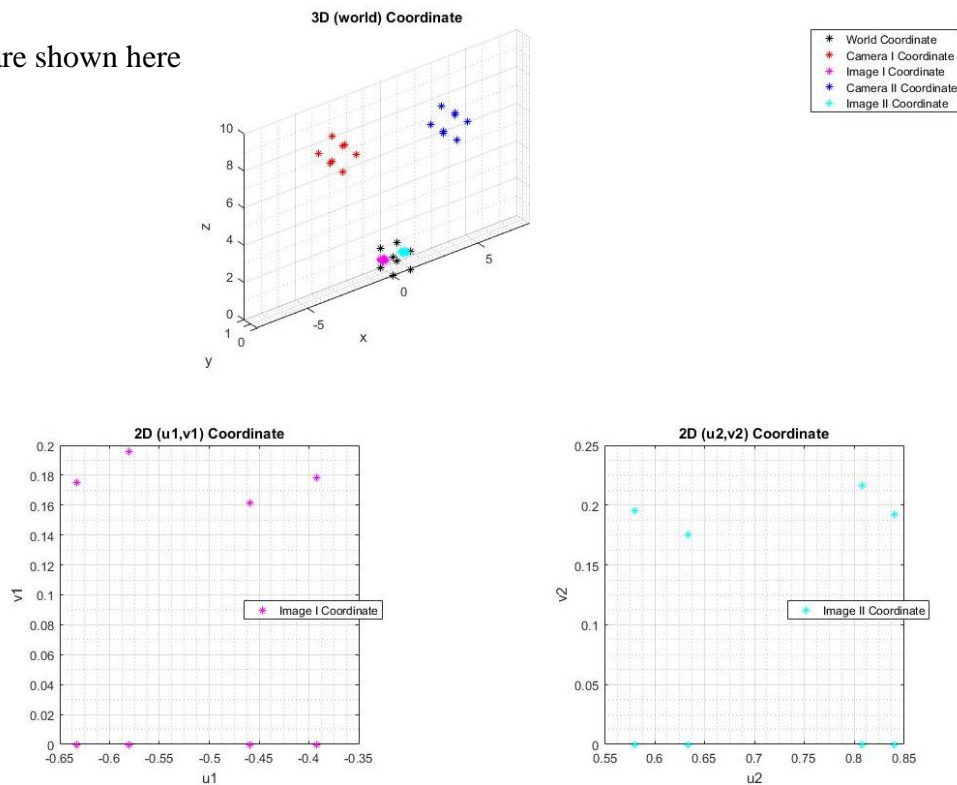 3D (world) Coordinate
are shown here
World Coordinate
Camera I Coordinate
Image I Coordinate
Camera II Coordinate
Image II Coordinate
10
8
6
4
2
0
z
1
0
y
-5
0
5
x
2D (u1,v1) Coordinate
0.2
0.18
0.16
0.14
0.12
0.1
0.08
0.06
0.04
0.02
0
v1
Image I Coordinate
-0.65
-0.6
-0.55
-0.5
-0.45
-0.4
-0.35
u1
2D (u2,v2) Coordinate
0.25
0.2
0.15
0.1
0.05
0
v2
Image II Coordinate
0.55
0.6
0.65
0.7
0.75
0.8
0.85
u2